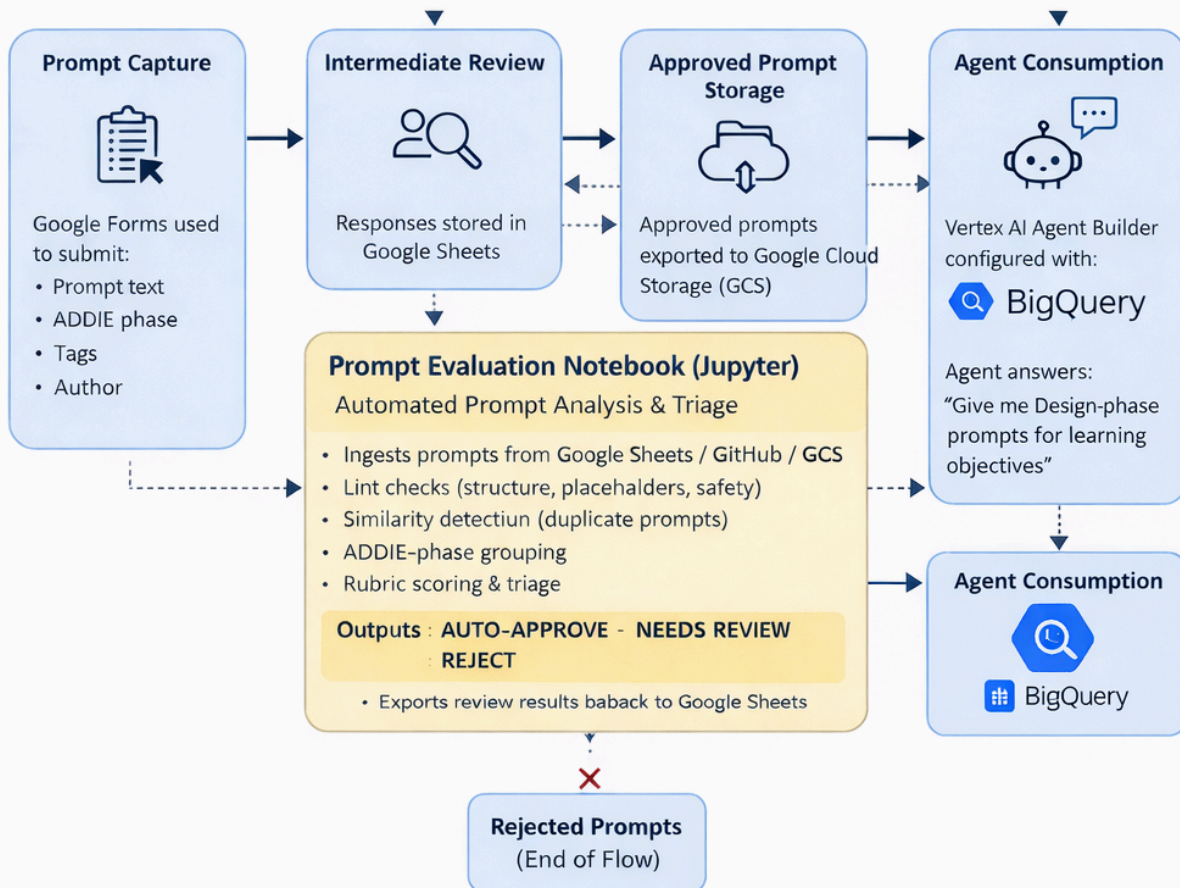 Prompt Capture
Google Forms used
to submit:
• Prompt text
• ADDIE phase
• Tags
• Author
Intermediate Review
Responses stored in
Google Sheets
Approved Prompt
Storage
Approved prompts
exported to Google Cloud
Storage (GCS)
Agent Consumption
Vertex AI Agent Builder
configured with:
BigQuery
Agent answers:
“Give me Design-phase
prompts for learning
objectives”
Prompt Evaluation Notebook (Jupyter)
Automated Prompt Analysis & Triage
• Ingests prompts from Google Sheets / GitHub / GCS
• Lint checks (structure, placehalders, safety)
• Similarity detectiun (duplicate prompts)
• ADDIE-phase grouping
• Rubric scoring & triage
Outputs : AUTO-APPROVE - NEEDS REVIEW
: REJECT
• Exports review results baback to Google Sheets
Agent Consumption
BigQuery
Rejected Prompts
(End of Flow)